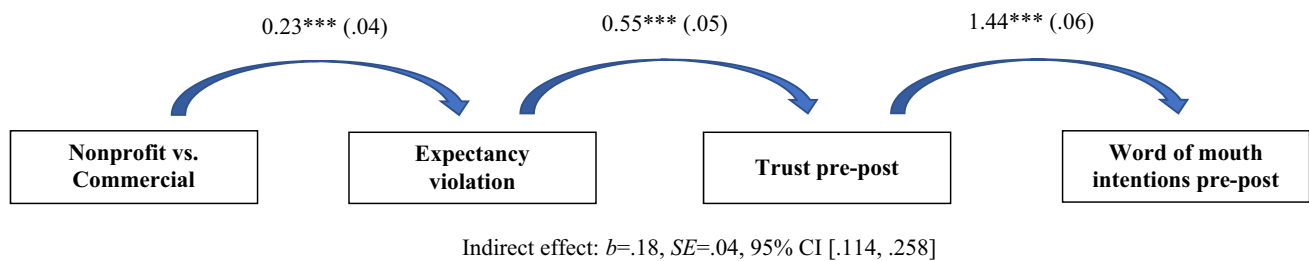 0.23*** (.04)
0.55*** (.05)
1.44*** (.06)
Nonprofit vs.
Commercial
Expectancy
violation
Trust pre-post
Word of mouth
intentions pre-post
Indirect effect: b=.18, SE=.04, 95% CI [.114, .258]